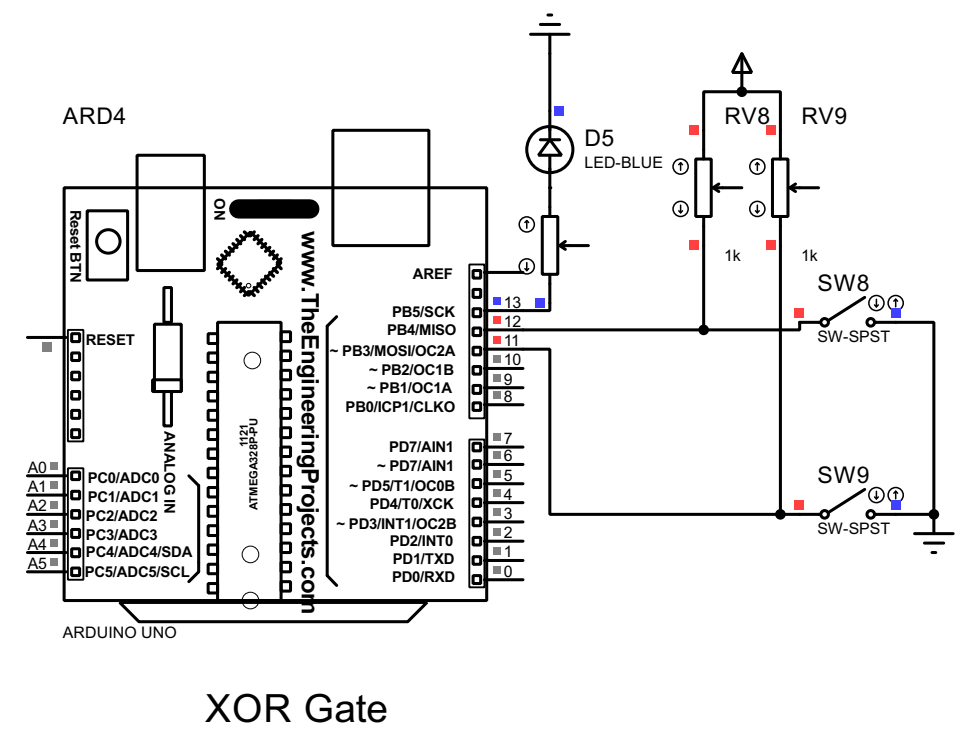 ARD4
RV8
RV9
D5
LED-BLUE
ON
Reset BTN
www.TheEngineeringProjects.com
AREF
1k
1k
SW8
SW-SPST
PB5/SCK
13
PB4/MISO
12
RESET
~ PB3/MOSI/OC2A
11
~ PB2/OC1B
10
~ PB1/OC1A
9
PB0/ICP1/CLKO
8
1121
ATMEGA328P-PU
ANALOG IN
PD7/AIN1
7
~ PD7/AIN1
6
~ PD5/T1/OC0B
5
PD4/T0/XCK
4
~ PD3/INT1/OC2B
3
PD2/INT0
2
PD1/TXD
1
PD0/RXD
0
A0
PC0/ADC0
A1
PC1/ADC1
A2
PC2/ADC2
A3
PC3/ADC3
A4
PC4/ADC4/SDA
A5
PC5/ADC5/SCL
SW9
SW-SPST
ARDUINO UNO
XOR Gate